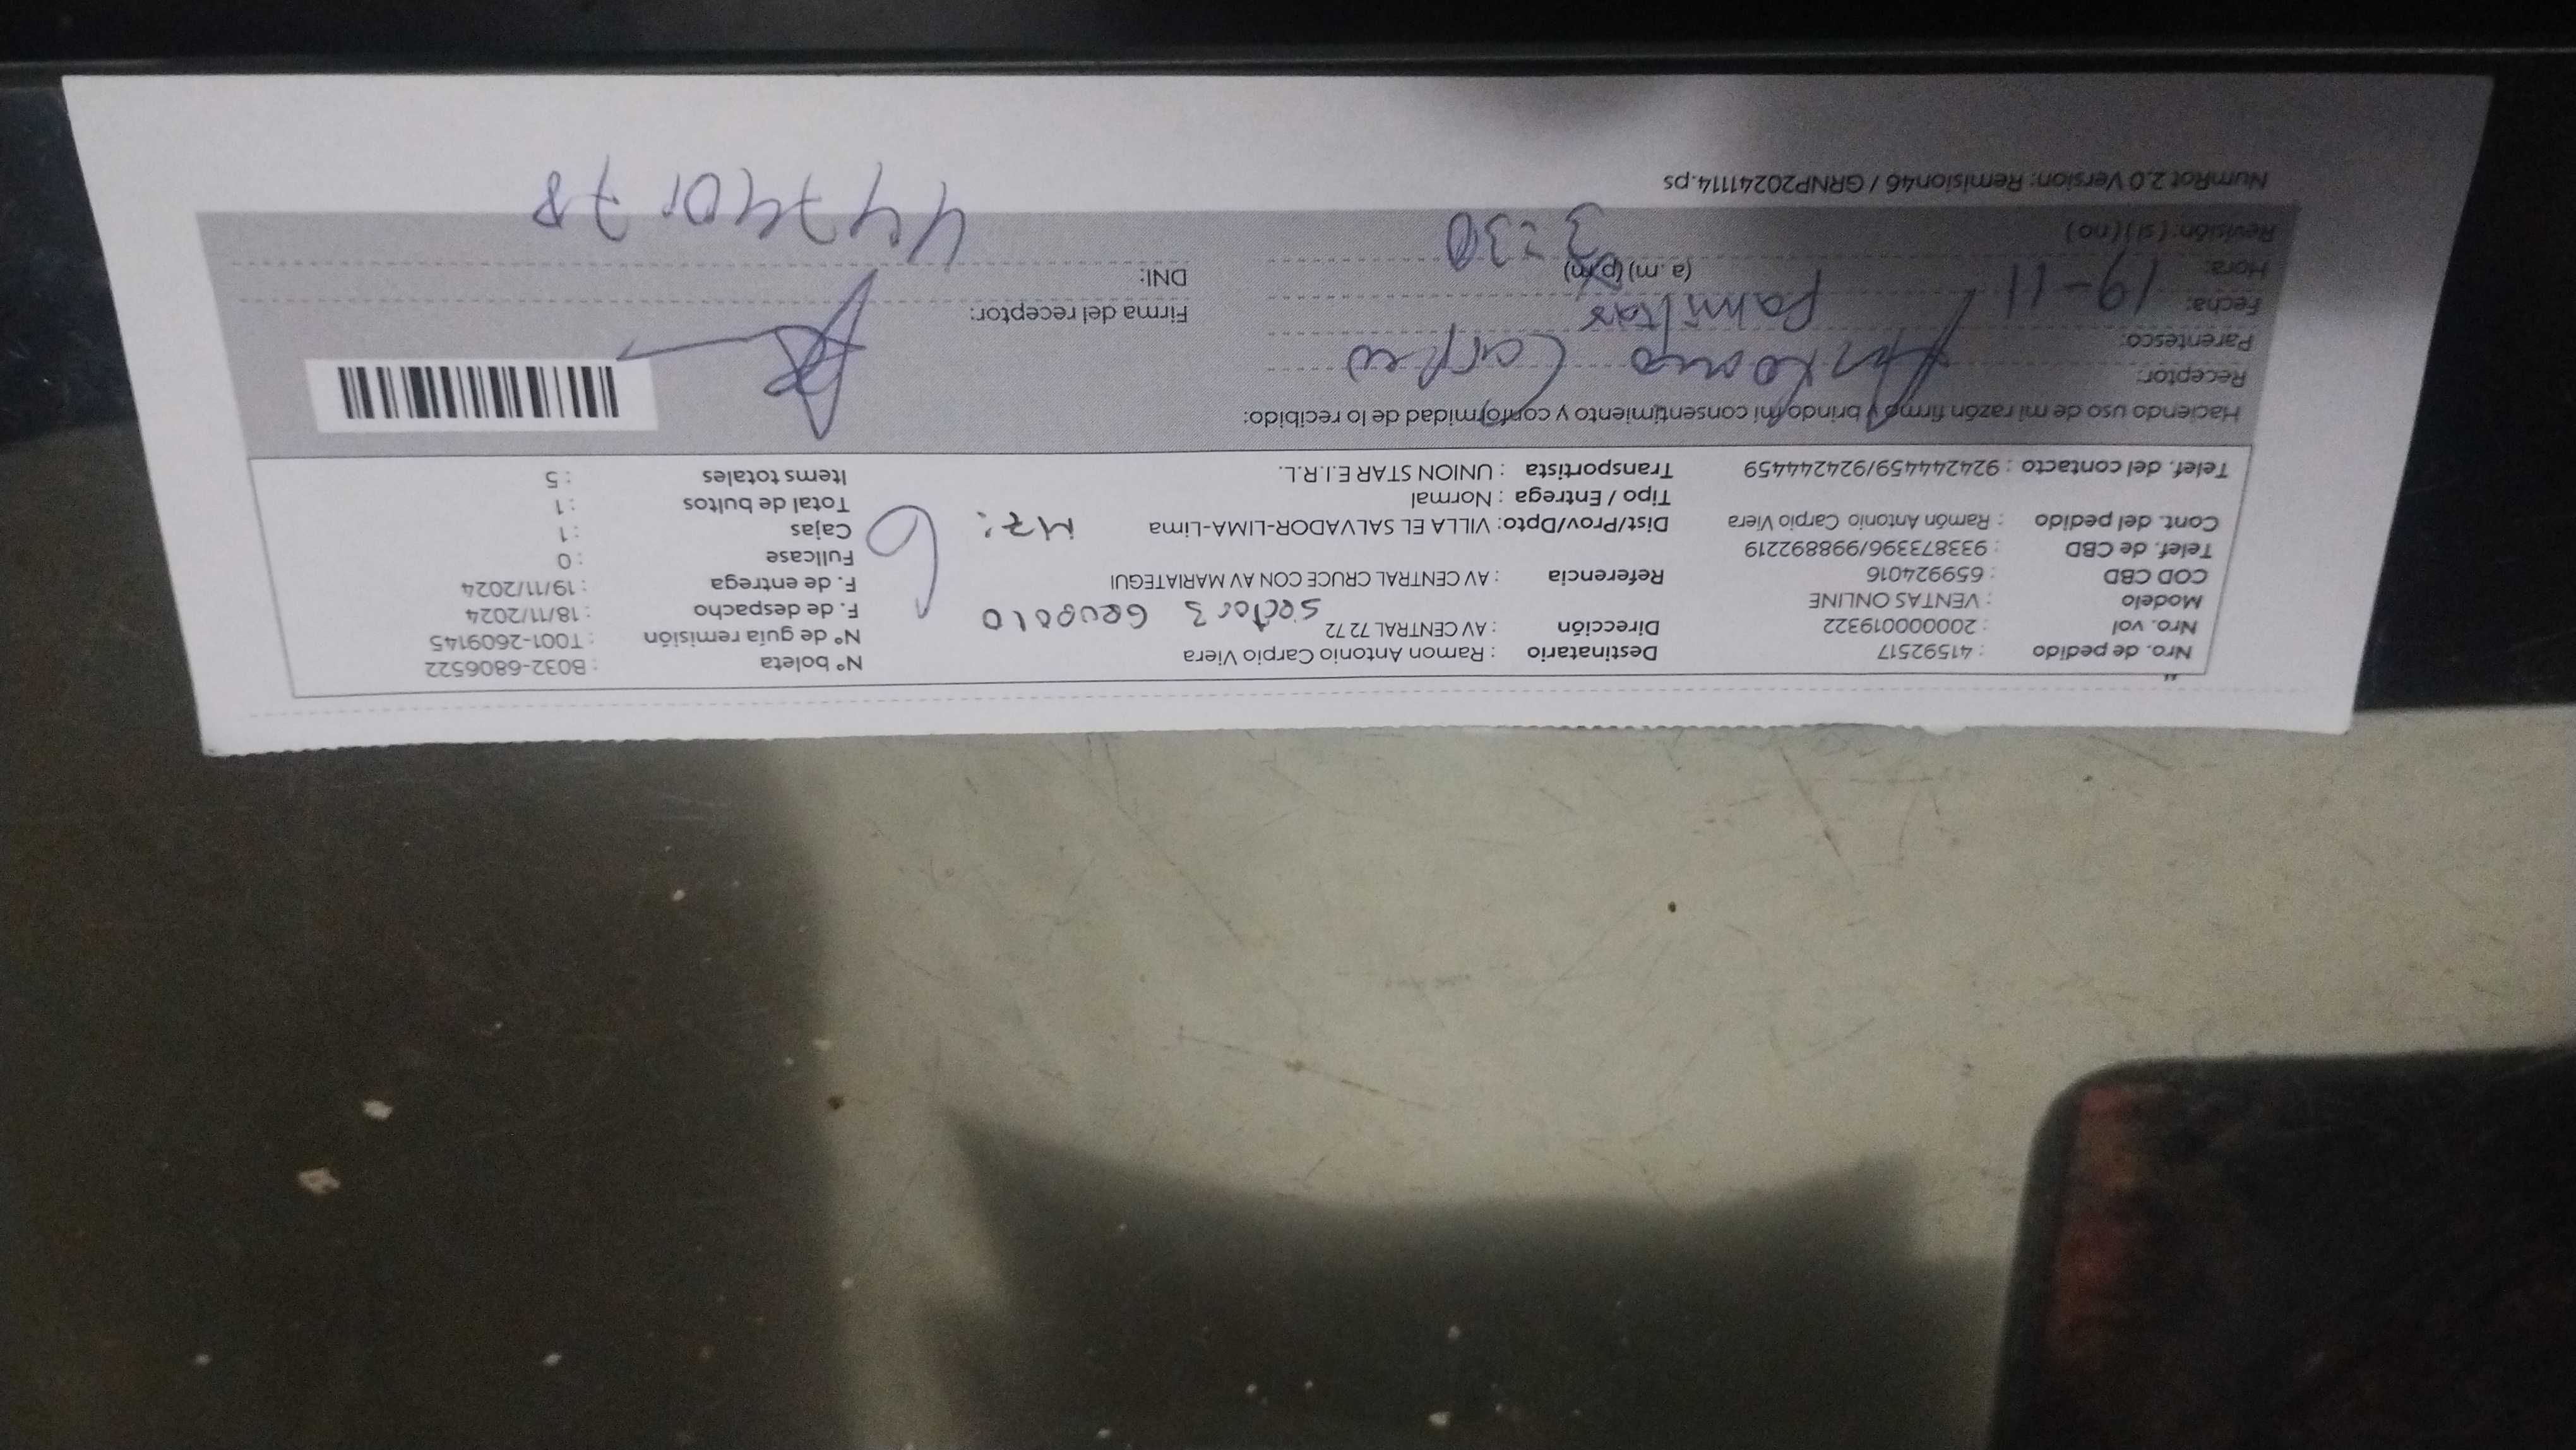 Nro. de pedido : 41592517
Nro. vol : 20000019322
Modelo : VENTAS ONLINE
COD CBD : 659924016
Telef. de CBD : 933873396/998892219
Cont. del pedido : Ramón Antonio Carpio Viera
Telef. del contacto : 924244459/924244459
Destinatario : Ramon Antonio Carpio Viera
Dirección : AV CENTRAL 72 72
Sector 3 GRUPO 10
Referencia : AV CENTRAL CRUCE CON AV MARIATEGUI
Dist/Prov/Dpto: VILLA EL SALVADOR-LIMA-Lima
MZ:
Tipo / Entrega : Normal
Transportista : UNION STAR E.I.R.L.
N° boleta : B032-6806522
N° de guía remisión : T001-2609145
F. de despacho : 18/11/2024
F. de entrega : 19/11/2024
Fullcase : 0
Cajas : 1
Total de bultos : 1
Items totales : 5
Haciendo uso de mi razón firmo y brindo mi consentimiento y conformidad de lo recibido:
Receptor: Antonio Carpio
Parentesco: familiar
Fecha: 19-11
Hora: (a.m) (p.m) 3:30
Revisión: (si) (no)
Firma del receptor:
DNI:
NumRot 2.0 Version: Remision46 / GRNP20241114.ps